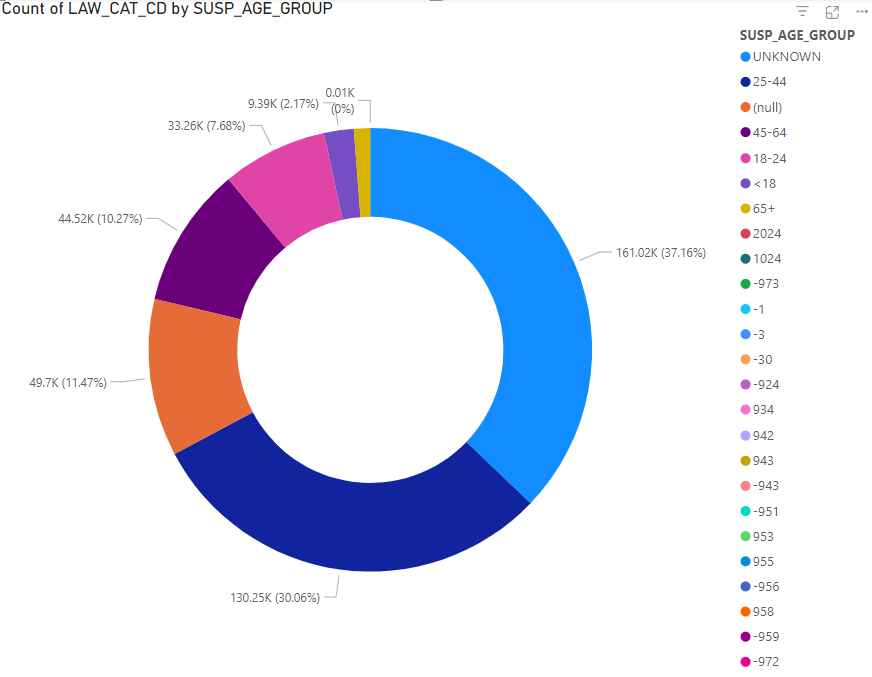 Count of LAW_CAT_CD by SUSP_AGE_GROUP
SUSP_AGE_GROUP
UNKNOWN
25-44
(null)
45-64
18-24
<18
65+
2024
1024
-973
-1
-3
-30
-924
934
942
943
-943
-951
953
955
-956
958
-959
-972
0.01K
(0%)
9.39K (2.17%)
33.26K (7.68%)
44.52K (10.27%)
161.02K (37.16%)
49.7K (11.47%)
130.25K (30.06%)